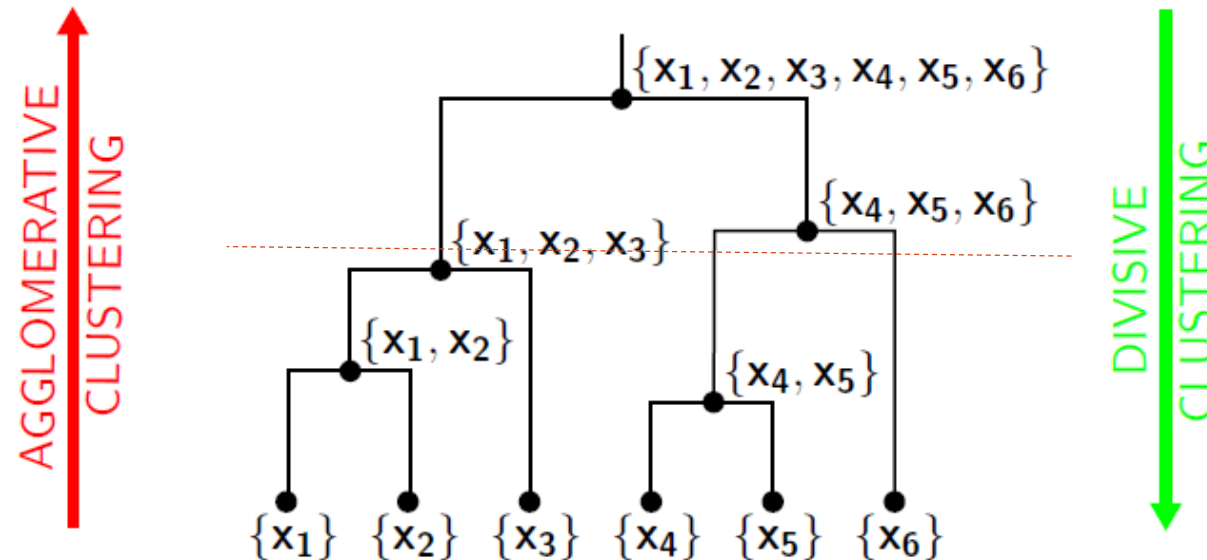 AGGLOMERATIVE
CLUSTERING
{x₁, x₂, x₃, x₄, x₅, x₆}
{x₄, x₅, x₆}
{x₁, x₂, x₃}
{x₁, x₂}
{x₄, x₅}
{x₁}
{x₂}
{x₃}
{x₄}
{x₅}
{x₆}
DIVISIVE
CLUSTERING